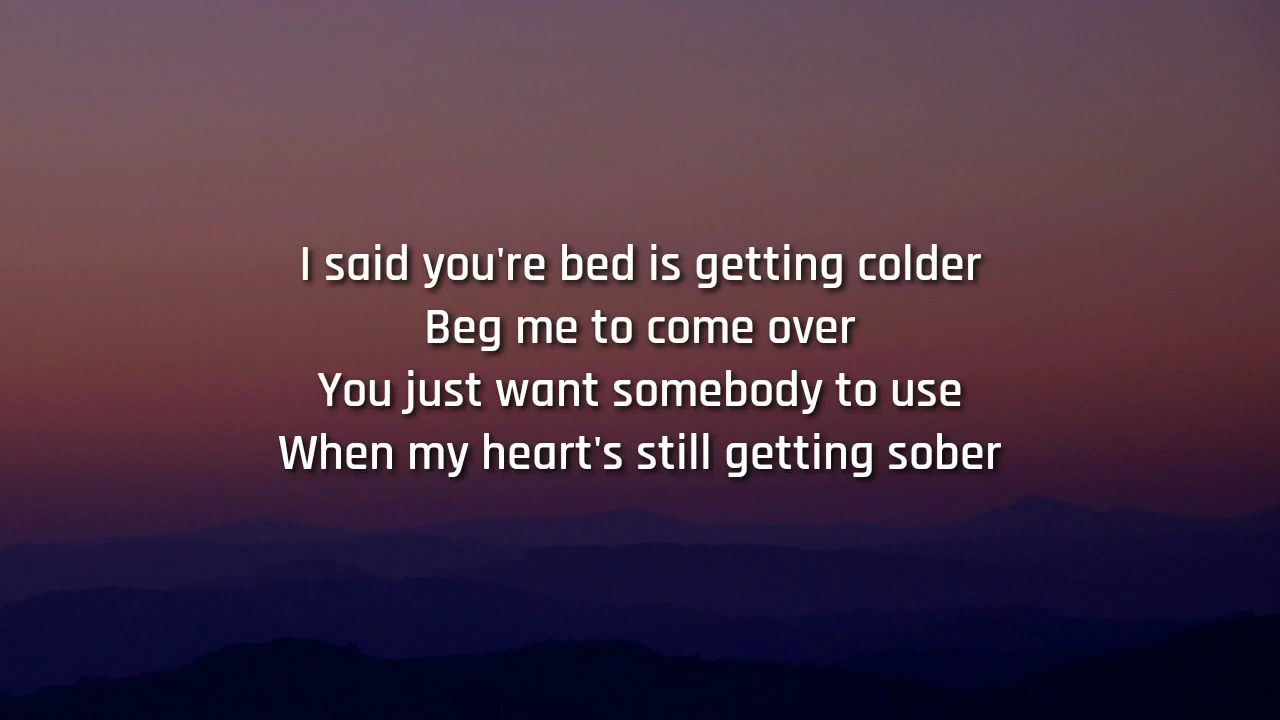 I said you're bed is getting colder
Beg me to come over
You just want somebody to use
When my heart's still getting sober